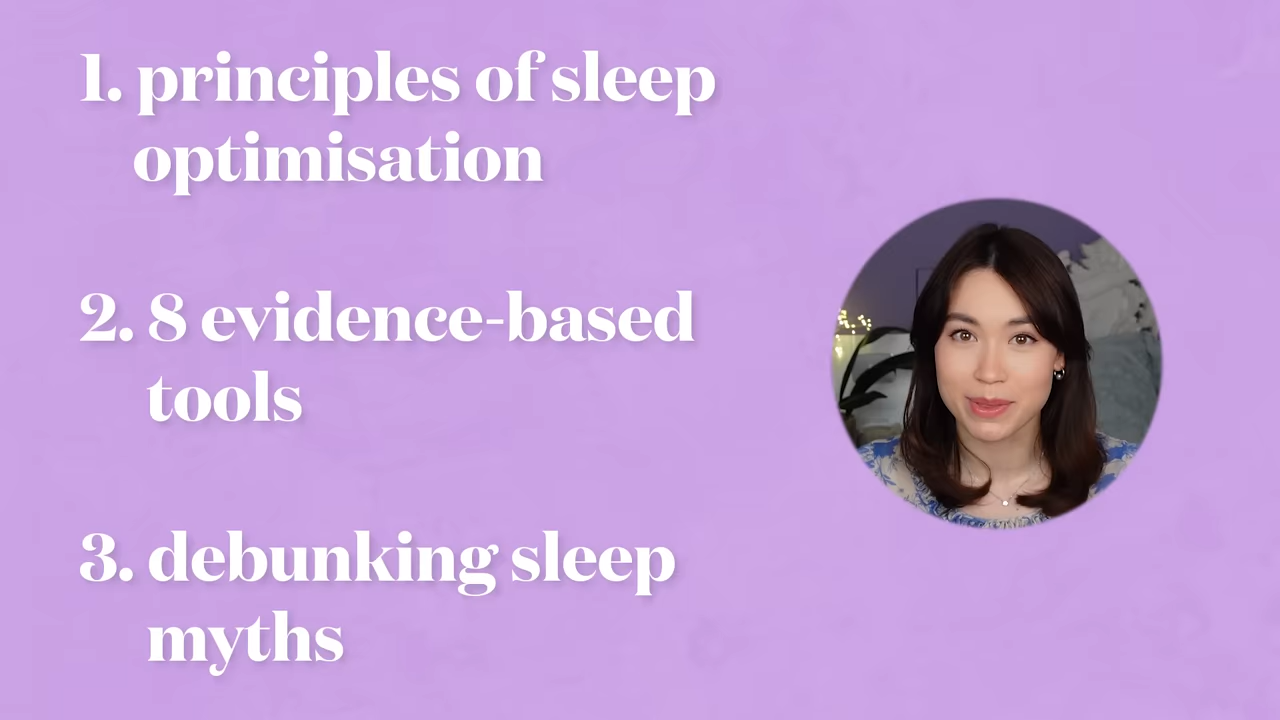 1. principles of sleep
optimisation
2. 8 evidence-based
tools
3. debunking sleep
myths